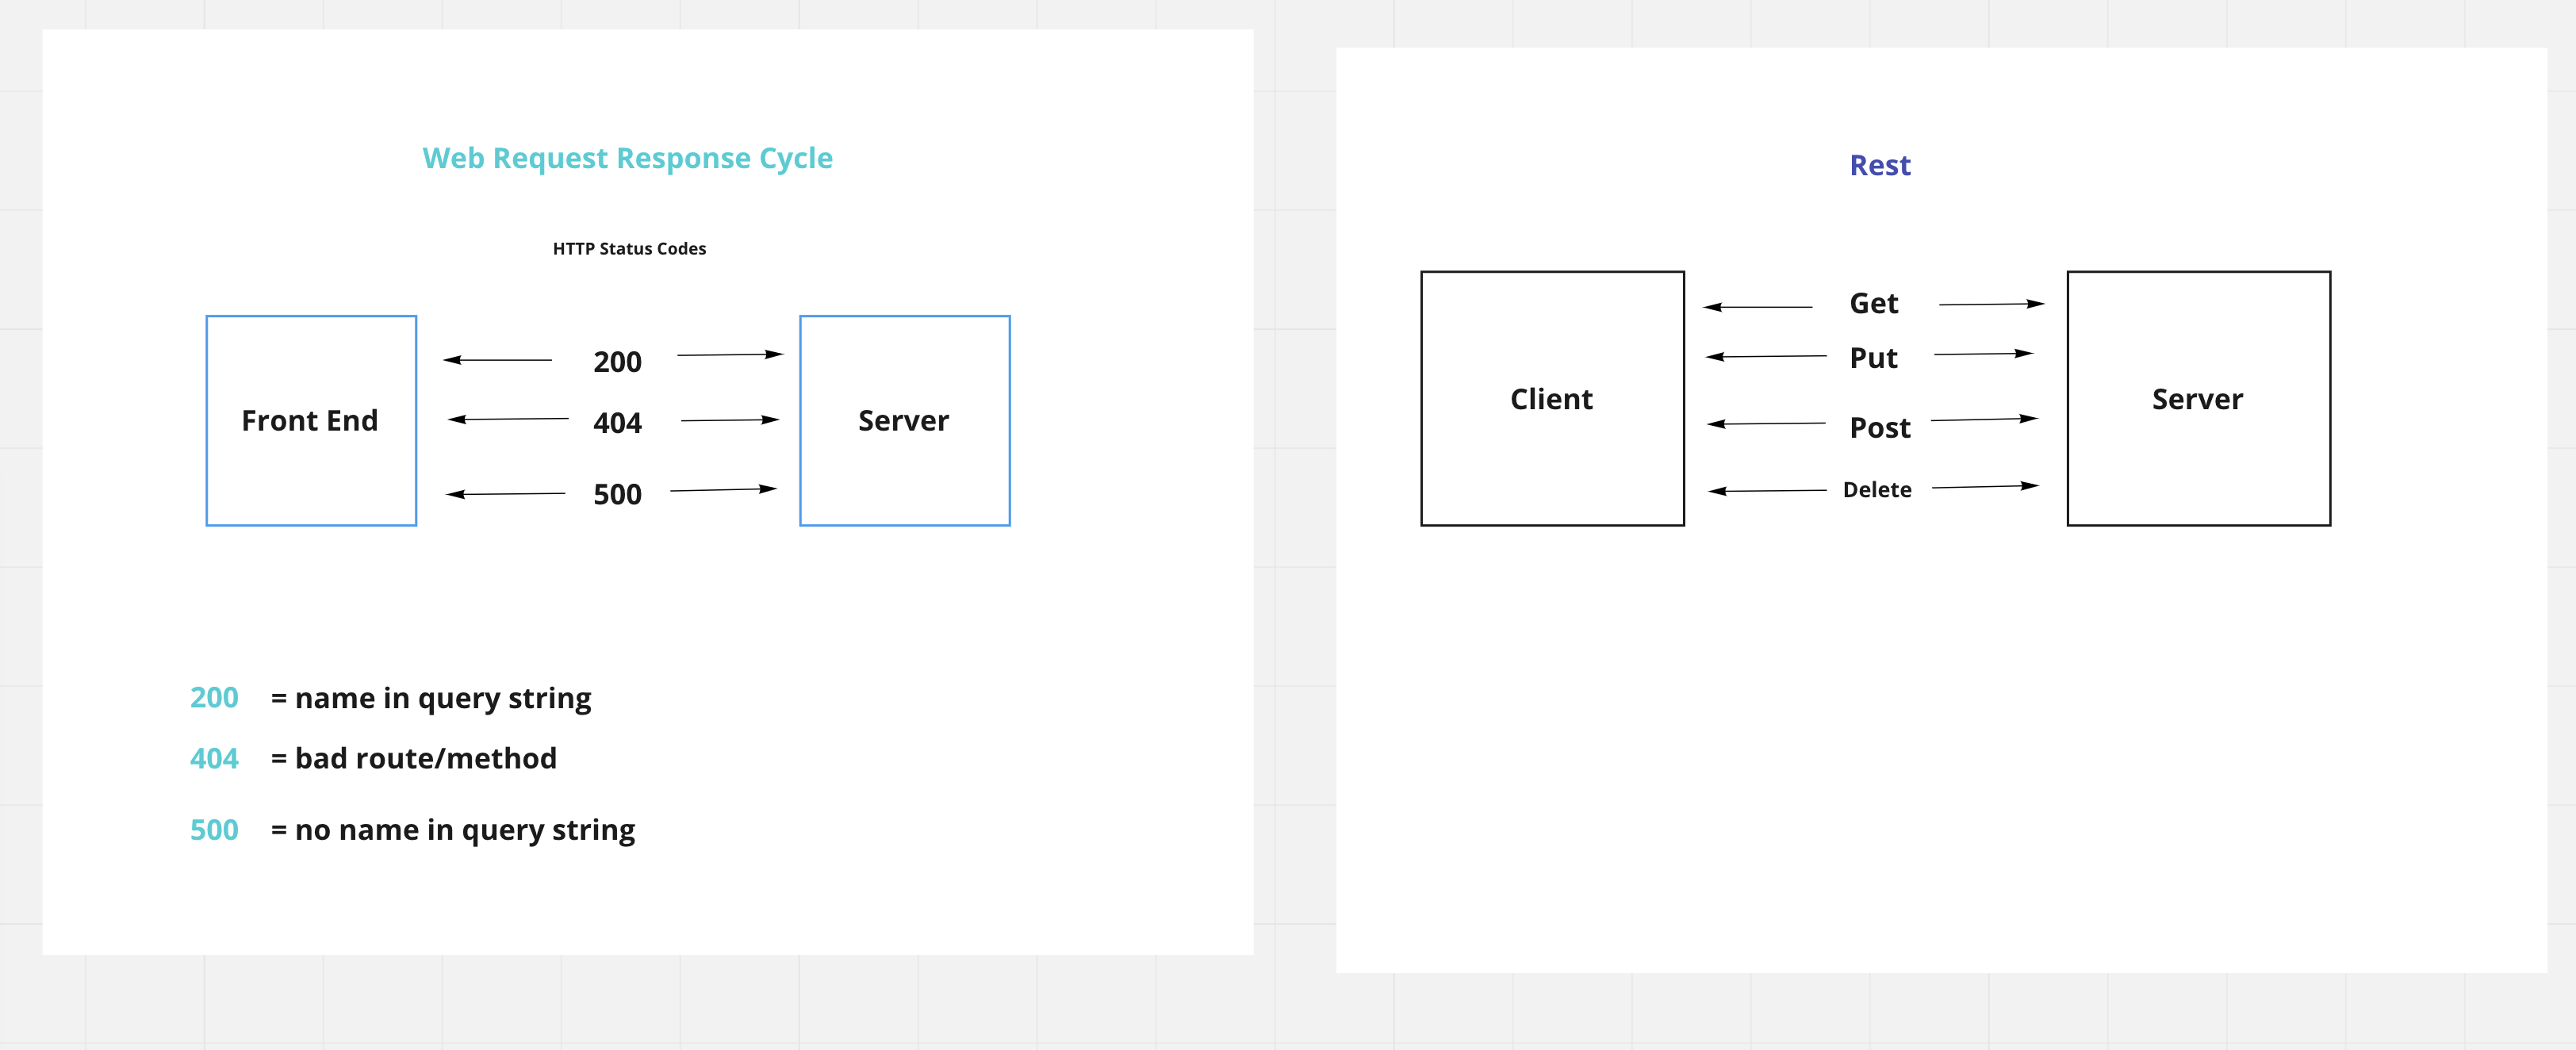 Web Request Response Cycle
HTTP Status Codes
Front End
200
404
500
Server
200 = name in query string
404 = bad route/method
500 = no name in query string
Rest
Client
Get
Put
Post
Delete
Server